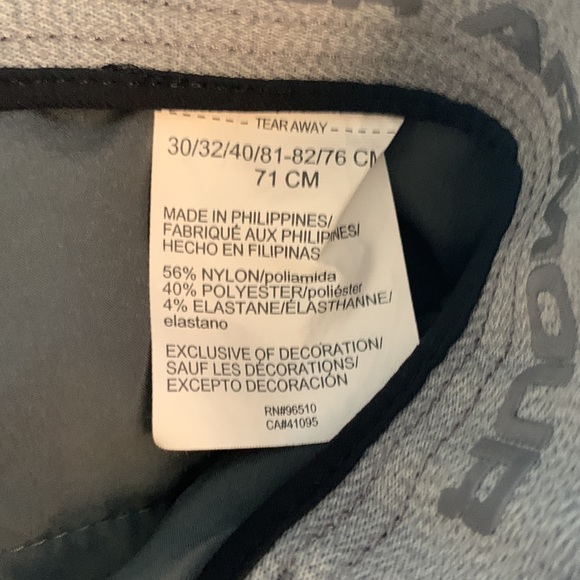 TEAR AWAY
30/32/40/81-82/76 CM
71 CM
MADE IN PHILIPPINES/
FABRIQUÉ AUX PHILIPINES/
HECHO EN FILIPINAS
56% NYLON/poliamida
40% POLYESTER/poliéster
4% ELASTANE/ÉLASTHANNE/
elastano
EXCLUSIVE OF DECORATION/
SAUF LES DÉCORATIONS/
EXCEPTO DECORACIÓN
RN#96510
CA#41095
ARMOUR